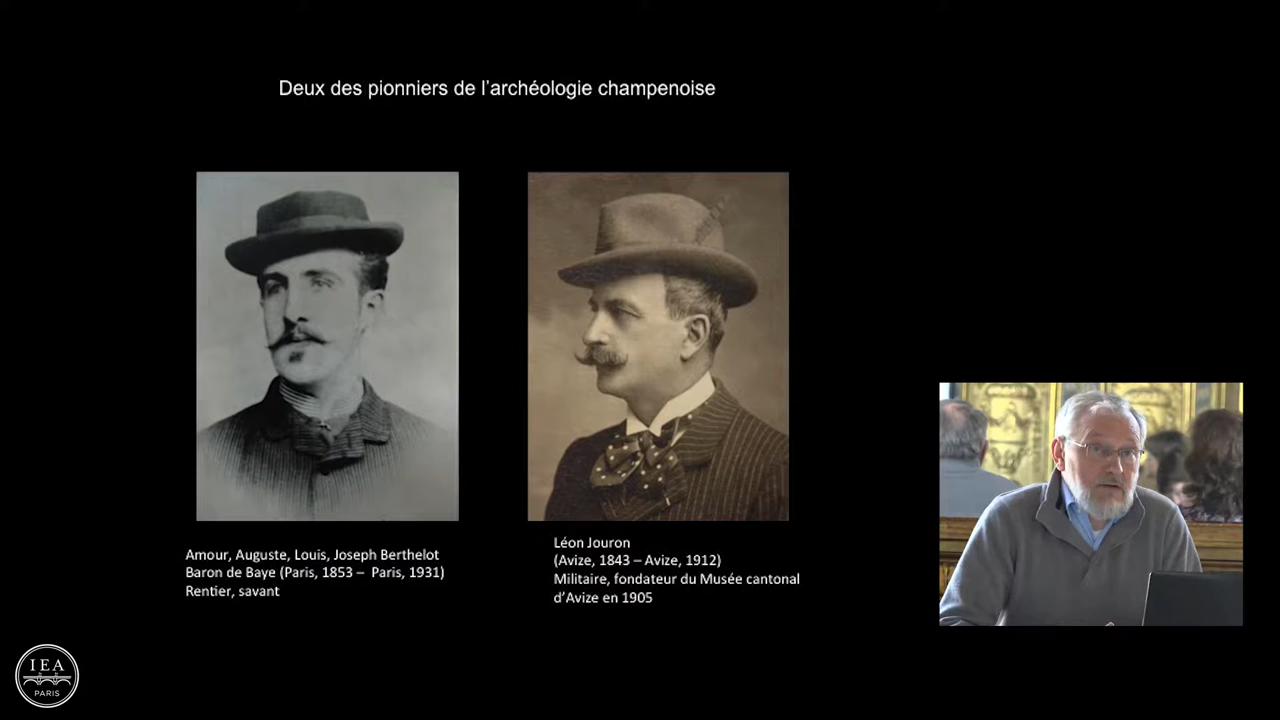 Deux des pionniers de l'archéologie champenoise
Amour, Auguste, Louis, Joseph Berthelot
Baron de Baye (Paris, 1853 – Paris, 1931)
Rentier, savant
Léon Jouron
(Avize, 1843 – Avize, 1912)
Militaire, fondateur du Musée cantonal
d'Avize en 1905
IEA
PARIS